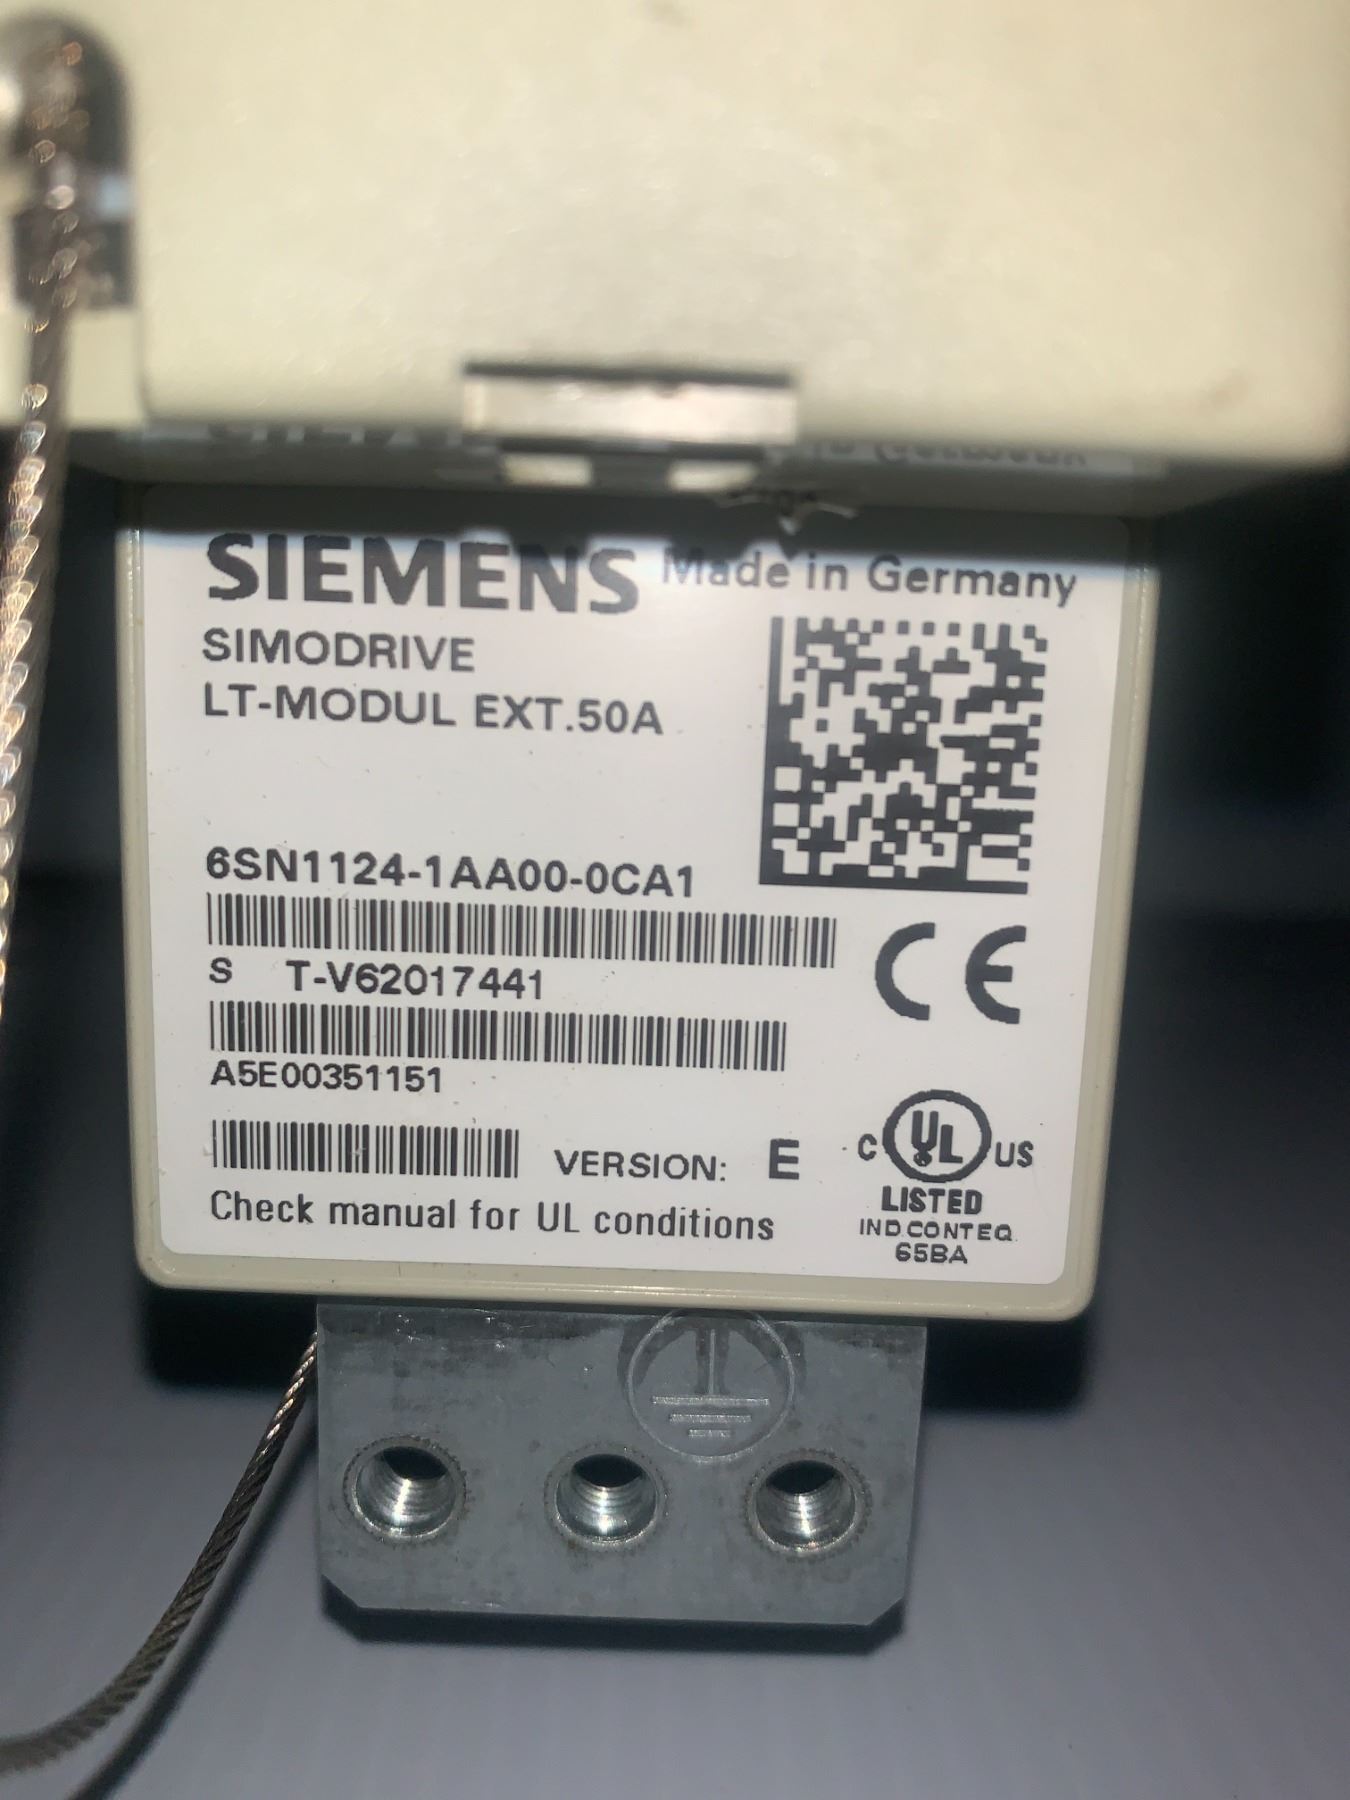 SIEMENS Made in Germany
SIMODRIVE
LT-MODUL EXT.50A
6SN1124-1AA00-0CA1
S T-V62017441
A5E00351151
VERSION: E
Check manual for UL conditions
CE
C UL US
LISTED
IND.CONT.EQ.
65BA